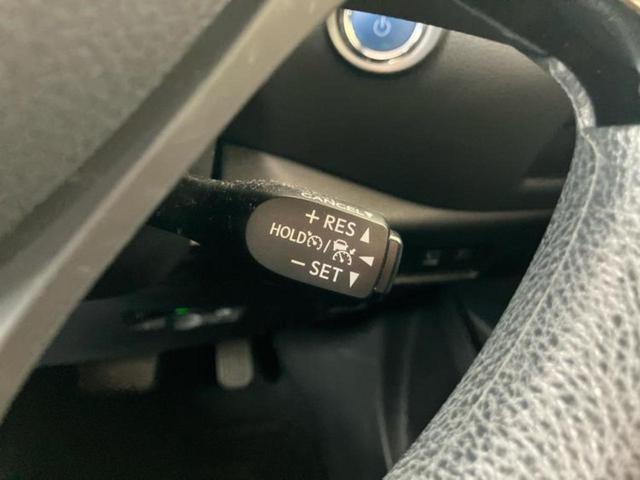 CANCEL
+ RES
HOLD /
− SET